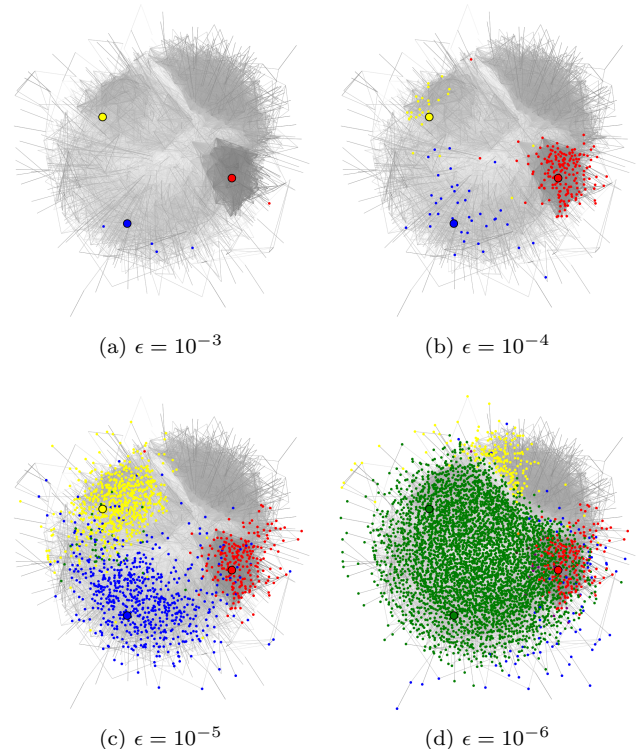 (a) ϵ = 10⁻³
(b) ϵ = 10⁻⁴
(c) ϵ = 10⁻⁵
(d) ϵ = 10⁻⁶